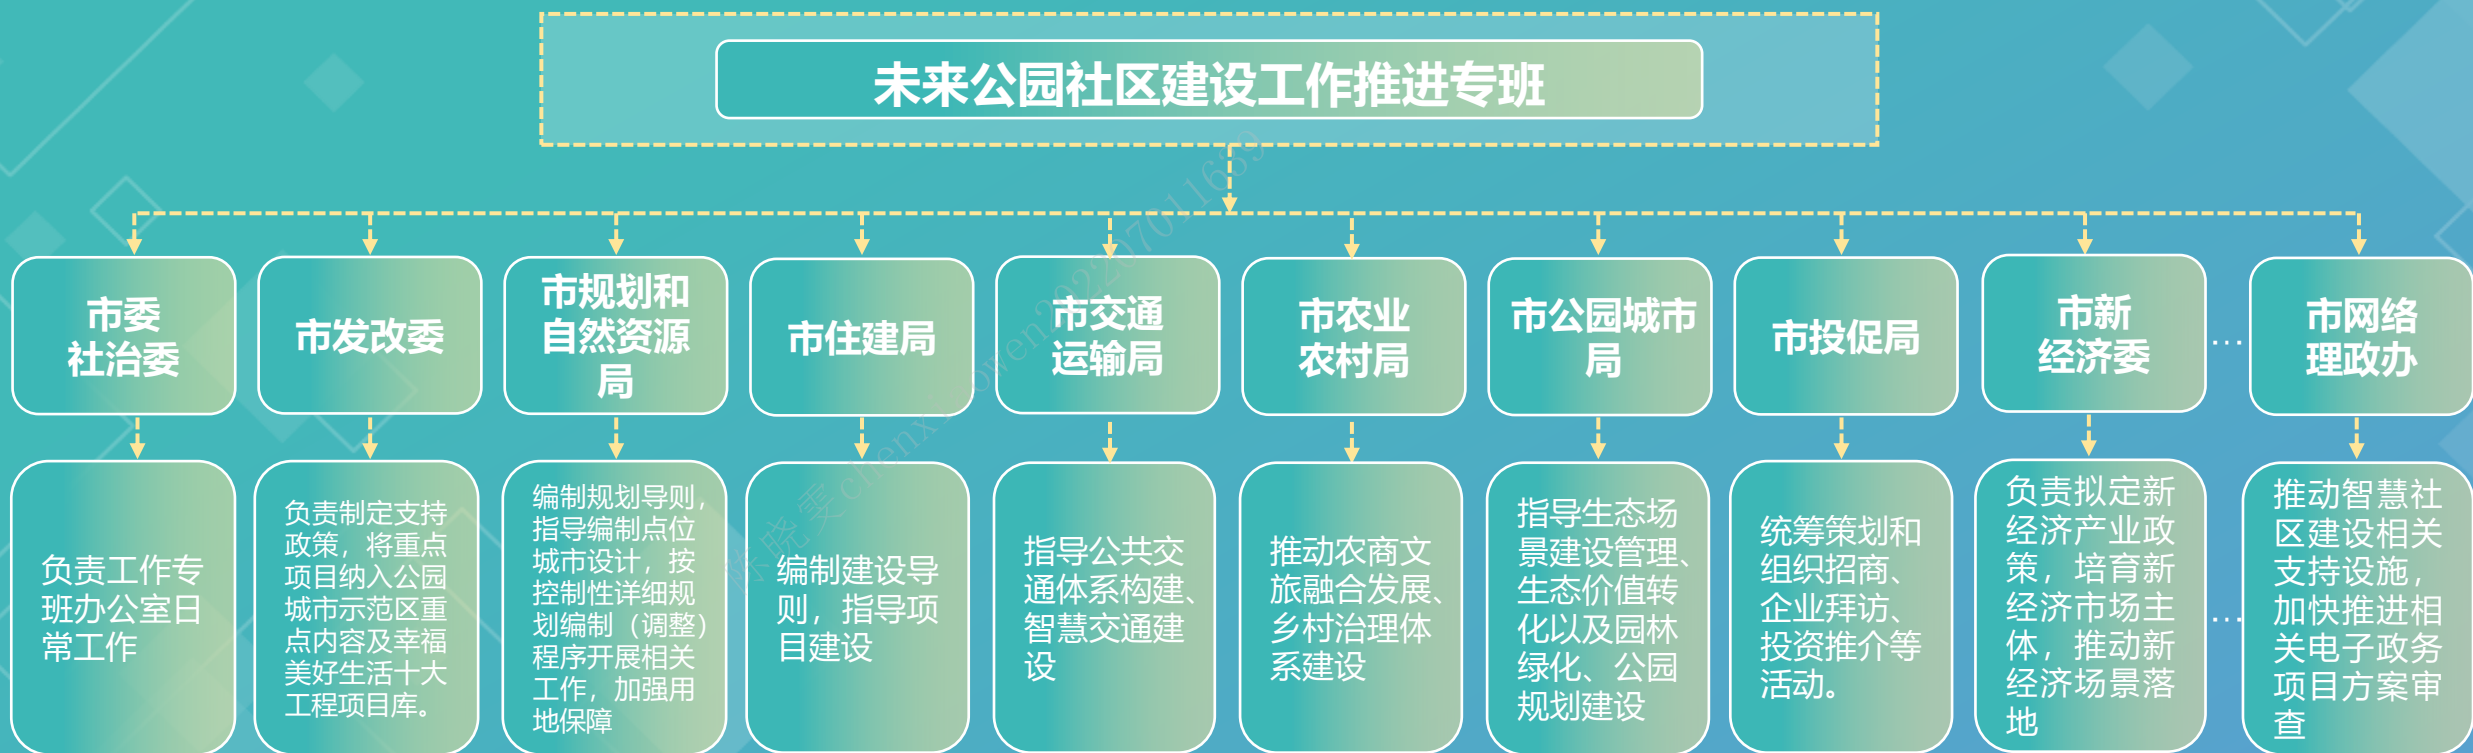 未来公园社区建设工作推进专班
市委
社治委
市发改委
市规划和
自然资源
局
市住建局
市交通
运输局
市农业
农村局
市公园城市
局
市投促局
市新
经济委
…
市网络
理政办
负责工作专
班办公室日
常工作
负责制定支持
政策，将重点
项目纳入公园
城市示范区重
点内容及幸福
美好生活十大
工程项目库。
编制规划导则，
指导编制点位
城市设计，按
控制性详细规
划编制（调整）
程序开展相关
工作，加强用
地保障
编制建设导
则，指导项
目建设
指导公共交
通体系构建、
智慧交通建
设
推动农商文
旅融合发展、
乡村治理体
系建设
指导生态场
景建设管理、
生态价值转
化以及园林
绿化、公园
规划建设
统筹策划和
组织招商、
企业拜访、
投资推介等
活动。
负责拟定新
经济产业政
策，培育新
经济市场主
体，推动新
经济场景落
地
…
推动智慧社
区建设相关
支持设施，
加快推进相
关电子政务
项目方案审
查